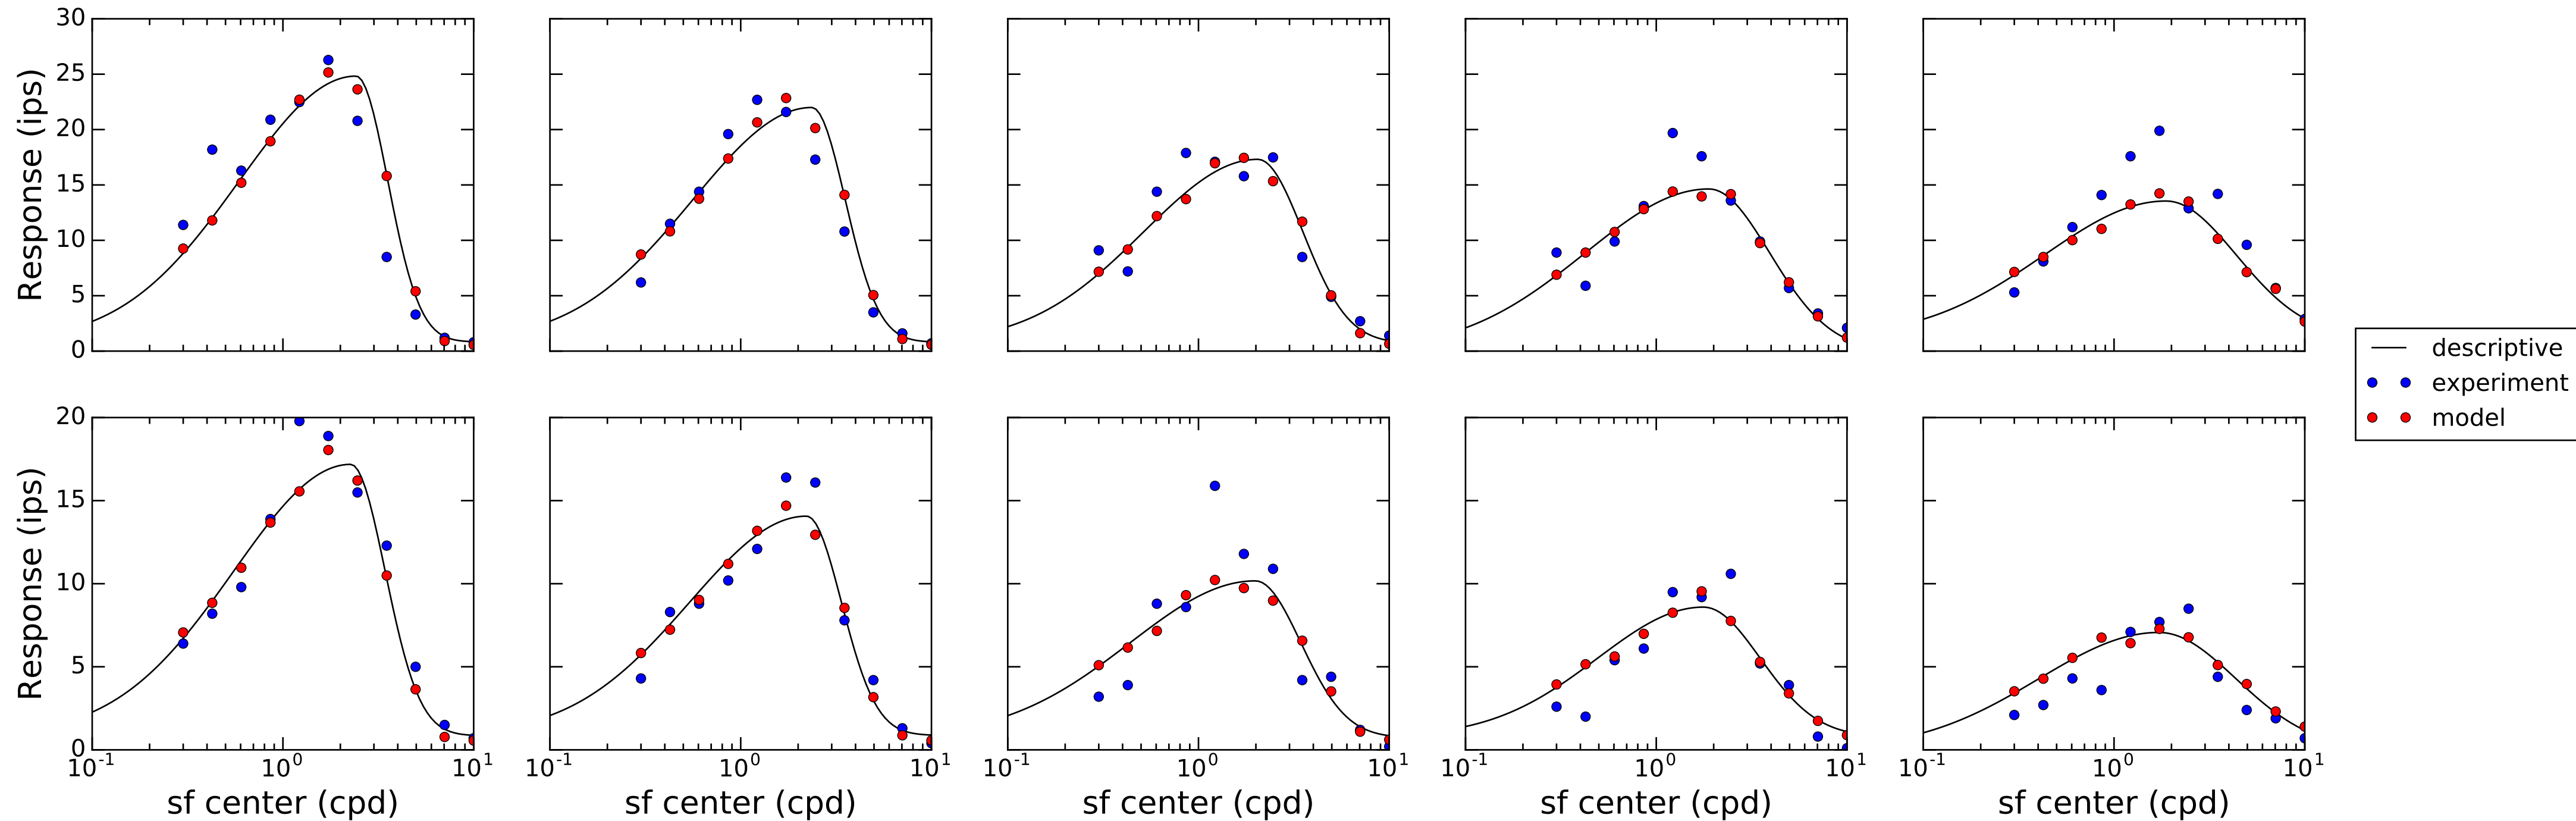 Response (ips)
30
25
20
15
10
5
0
Response (ips)
20
15
10
5
0
10⁻¹ 10⁰ 10¹
10⁻¹ 10⁰ 10¹
10⁻¹ 10⁰ 10¹
10⁻¹ 10⁰ 10¹
10⁻¹ 10⁰ 10¹
sf center (cpd)
sf center (cpd)
sf center (cpd)
sf center (cpd)
sf center (cpd)
descriptive
experiment
model